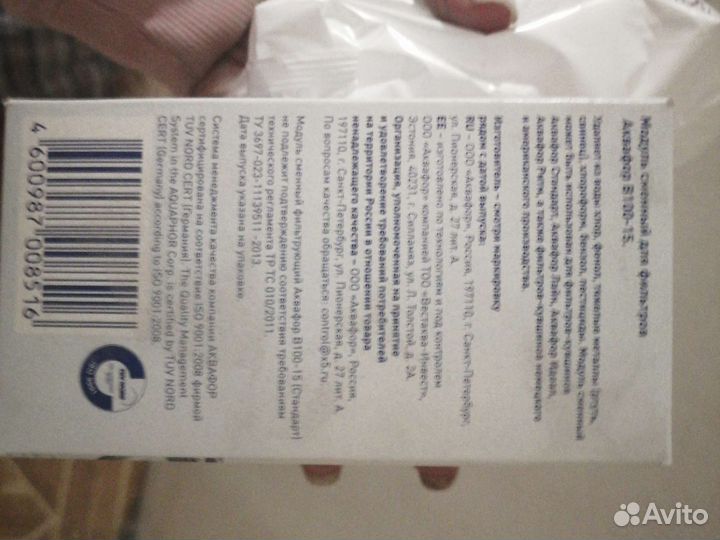 Модуль сменный для фильтров
Аквафор В100-15.
Удаляет из воды хлор, фенол, тяжелые металлы (ртуть,
свинец), хлороформ, бензол, пестициды. Модуль сменный
может быть использован для фильтров-кувшинов
Аквафор Стандарт, Аквафор Лайн, Аквафор Идеал,
Аквафор Ритм, а также фильтров-кувшинов немецкого
и американского производства.
Изготовитель – смотри маркировку
рядом с датой выпуска:
RU – ООО «Аквафор», Россия, 197110, г. Санкт-Петербург,
ул. Пионерская, д. 27 лит. А.
EE – изготовлено по технологиям и под контролем
ООО «Аквафор» компанией ТОО «Вестаква-Инвест»,
Эстония, 40231, г. Силламяэ, ул. Л. Толстой, д. 2А.
Организация, уполномоченная на принятие
и удовлетворение требований потребителей
на территории России в отношении товара
ненадлежащего качества – ООО «Аквафор», Россия,
197110, г. Санкт-Петербург, ул. Пионерская, д. 27 лит. А
По вопросам качества обращаться: control@x5.ru.
Модуль сменный фильтрующий Аквафор В100-15 (Стандарт)
не подлежит подтверждению соответствия требованиям
технического регламента ТР ТС 010/2011.
ТУ 3697-023-11139511-2013.
Дата выпуска указана на упаковке.
Система менеджмента качества компании АКВАФОР
сертифицирована на соответствие ISO 9001:2008 фирмой
TUV NORD CERT (Германия). The Quality Management
System in the AQUAPHOR Corp. is certified by TUV NORD
CERT (Germany) according to ISO 9001:2008.
4 600987 008516
Avito